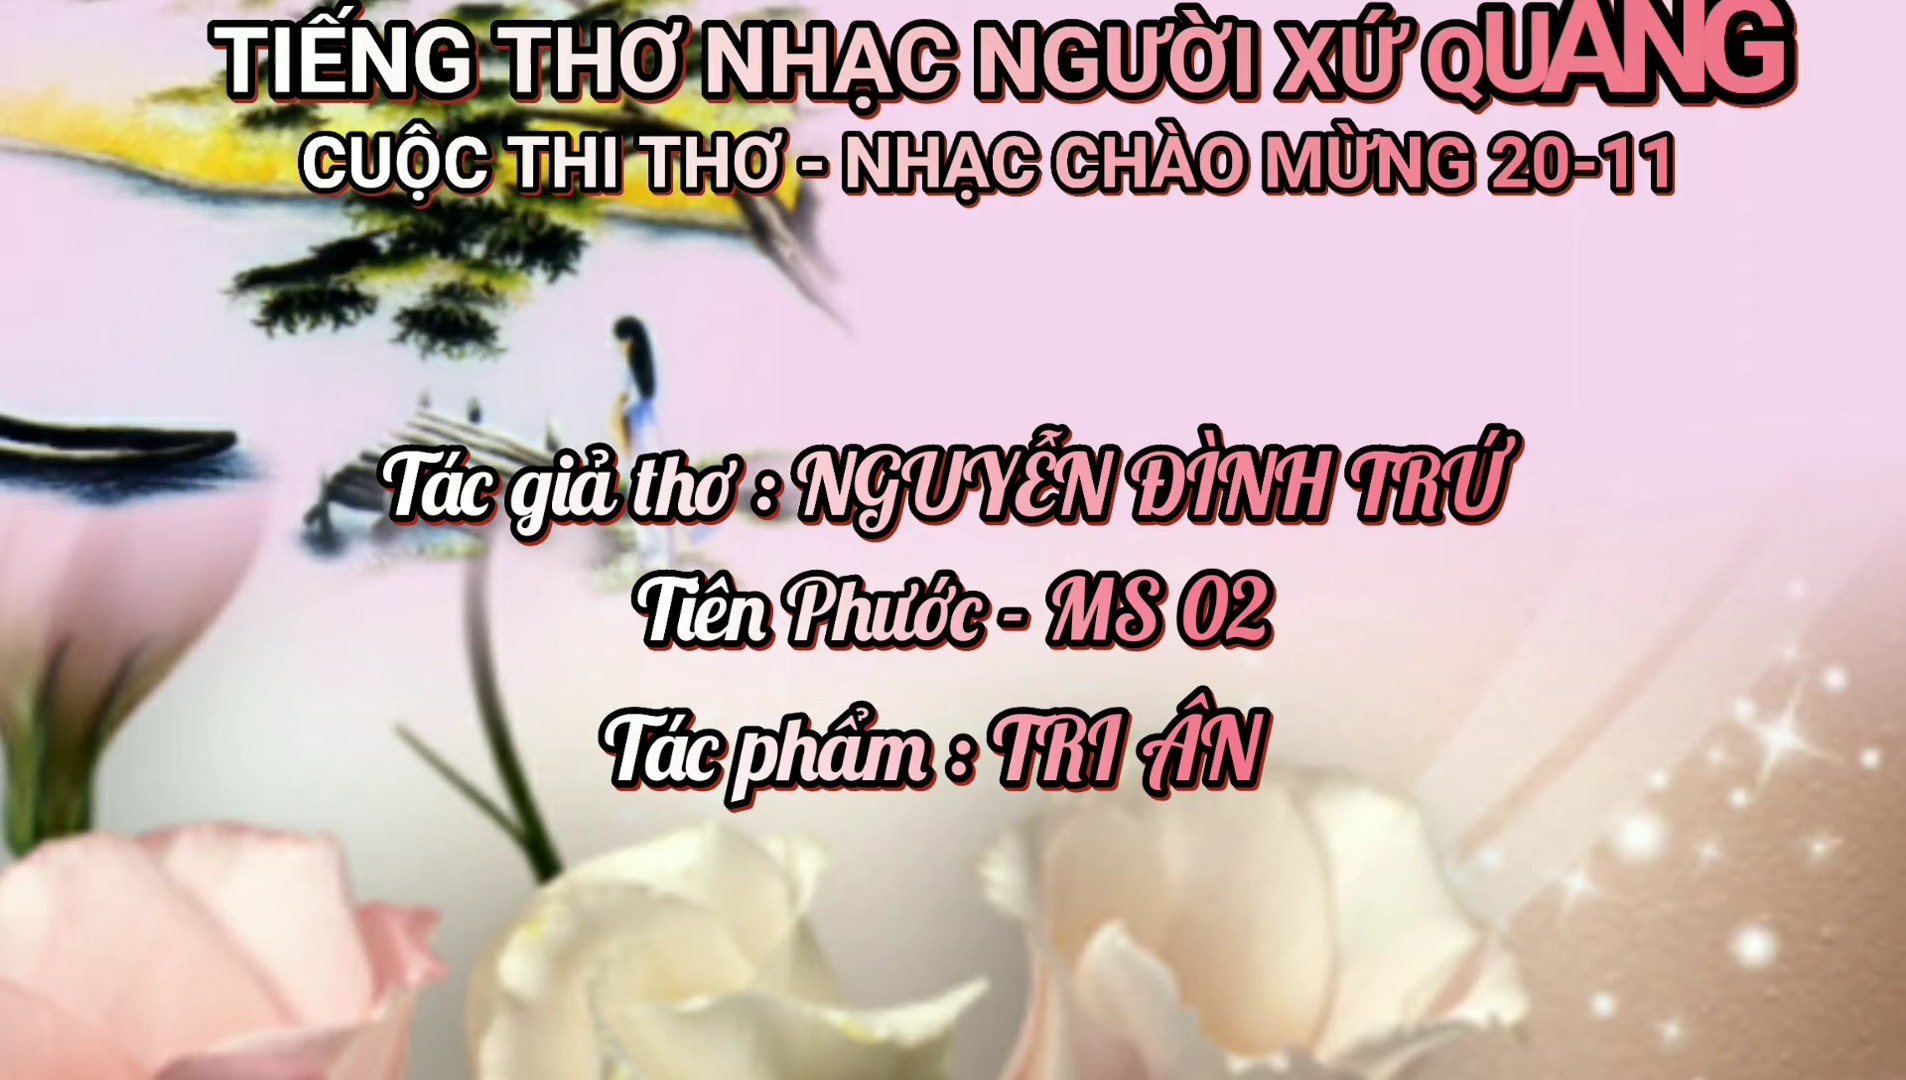 TIẾNG THƠ NHẠC NGƯỜI XỨ QUANG
CUỘC THI THƠ - NHẠC CHÀO MỪNG 20-11
Tác giả thơ : NGUYỄN ĐÌNH TRỨ
Tiên Phước - MS 02
Tác phẩm : TRI ÂN